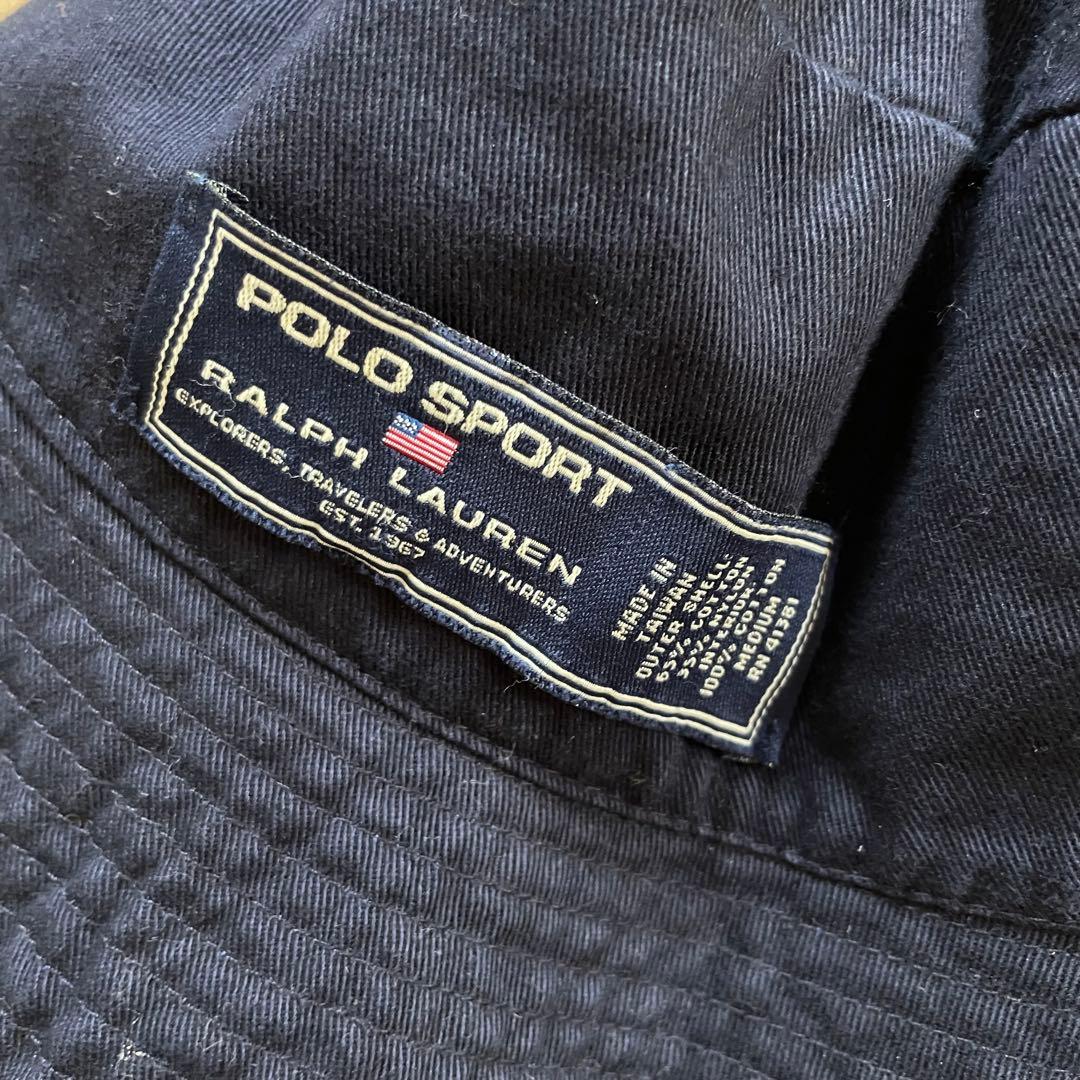 POLO SPORT
RALPH LAUREN
EXPLORERS, TRAVELERS & ADVENTURERS
EST. 1967
MADE IN
TAIWAN
OUTER SHELL:
65% COTTON
35% NYLON
INTERIOR:
100% COTTON
MEDIUM
RN 41381